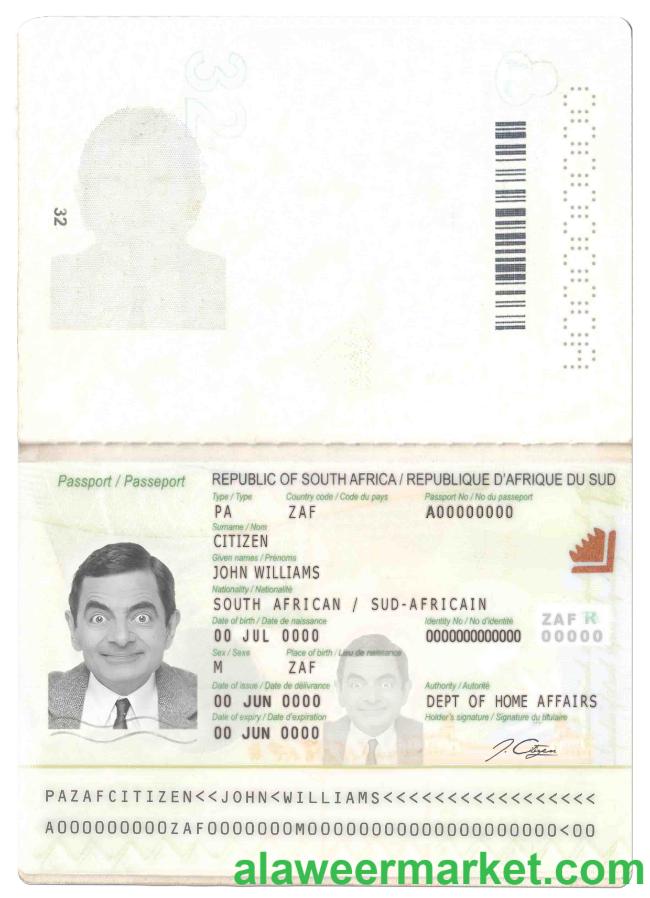 32
32
Passport / Passeport
REPUBLIC OF SOUTH AFRICA / REPUBLIQUE D'AFRIQUE DU SUD
Type / Type Country code / Code du pays Passport No / No du passeport
PA ZAF A00000000
Surname / Nom
CITIZEN
Given names / Prénoms
JOHN WILLIAMS
Nationality / Nationalité
SOUTH AFRICAN / SUD-AFRICAIN
Date of birth / Date de naissance Identity No / No d'identité
00 JUL 0000 0000000000000
ZAF R
00000
Sex / Sexe Place of birth / Lieu de naissance
M ZAF
Date of issue / Date de délivrance Authority / Autorité
00 JUN 0000 DEPT OF HOME AFFAIRS
Date of expiry / Date d'expiration Holder's signature / Signature du titulaire
00 JUN 0000
J. Citizen
PAZAFCITIZEN<<JOHN<WILLIAMS<<<<<<<<<<<<<<<<<
A000000000ZAF0000000M00000000000000000000<00
alaweermarket.com